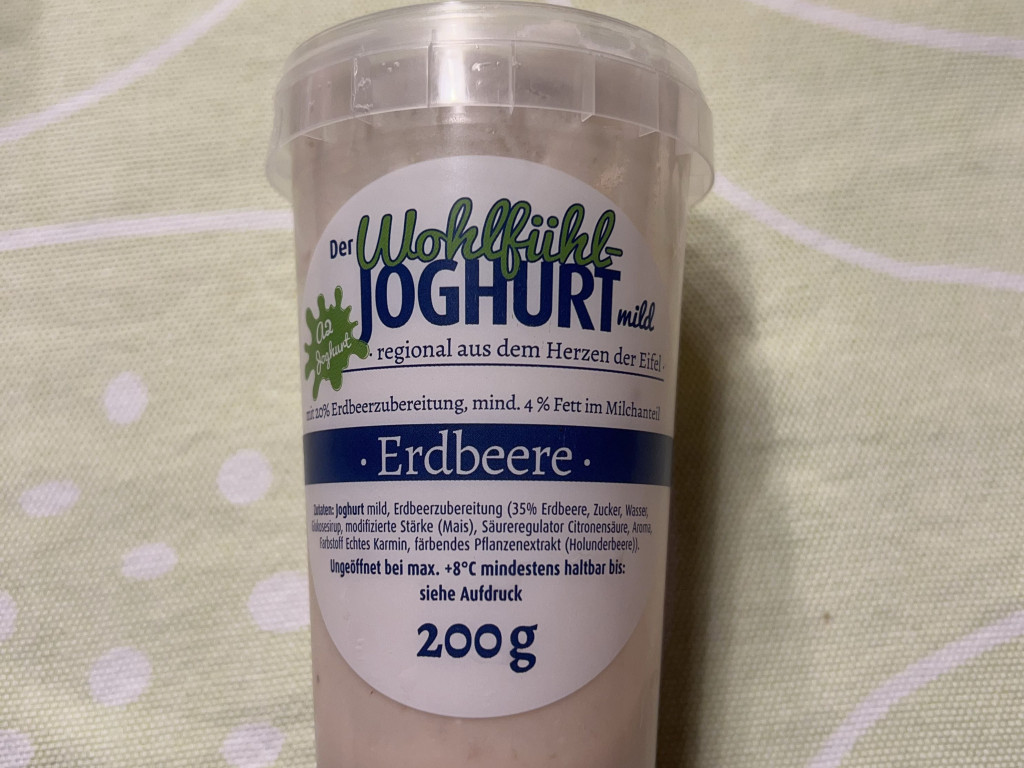 Der Wohlfühl-
JOGHURT mild
A2
Joghurt
· regional aus dem Herzen der Eifel ·
mit 20% Erdbeerzubereitung, mind. 4 % Fett im Milchanteil
· Erdbeere ·
Zutaten: Joghurt mild, Erdbeerzubereitung (35% Erdbeere, Zucker, Wasser,
Glukosesirup, modifizierte Stärke (Mais), Säureregulator Citronensäure, Aroma,
Farbstoff Echtes Karmin, färbendes Pflanzenextrakt (Holunderbeere)).
Ungeöffnet bei max. +8°C mindestens haltbar bis:
siehe Aufdruck
200 g